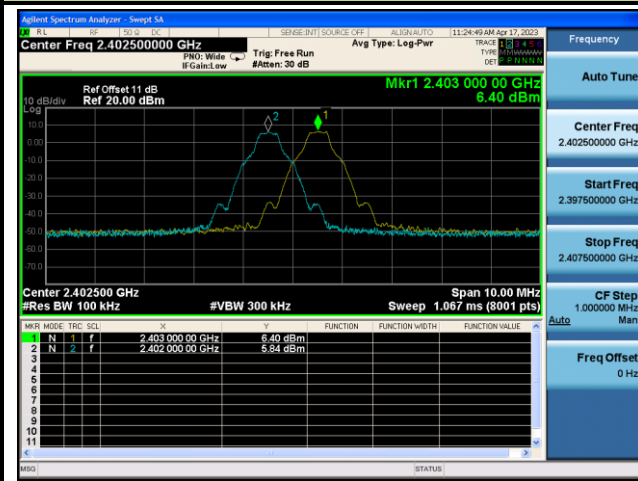 Agilent Spectrum Analyzer - Swept SA
RL RF 50 Ω DC SENSE:INT SOURCE OFF ALIGNAUTO 11:24:49 AM Apr 17, 2023
Center Freq 2.402500000 GHz
PNO: Wide
IFGain:Low
Trig: Free Run
#Atten: 30 dB
Avg Type: Log-Pwr
TRACE 1 2 3 4 5 6
TYPE
DET P P N N N N
Mkr1 2.403 000 00 GHz
6.40 dBm
Ref Offset 11 dB
10 dB/div Ref 20.00 dBm
Log
10.0
0.00
-10.0
-20.0
-30.0
-40.0
-50.0
-60.0
-70.0
2
1
Center 2.402500 GHz Span 10.00 MHz
#Res BW 100 kHz #VBW 300 kHz Sweep 1.067 ms (8001 pts)
MKR MODE TRC SCL X Y FUNCTION FUNCTION WIDTH FUNCTION VALUE
1 N 1 f 2.403 000 00 GHz 6.40 dBm
2 N 2 f 2.402 000 00 GHz 5.84 dBm
3
4
5
6
7
8
9
10
11
MSG STATUS
Frequency
Auto Tune
Center Freq
2.402500000 GHz
Start Freq
2.397500000 GHz
Stop Freq
2.407500000 GHz
CF Step
1.000000 MHz
Auto Man
Freq Offset
0 Hz